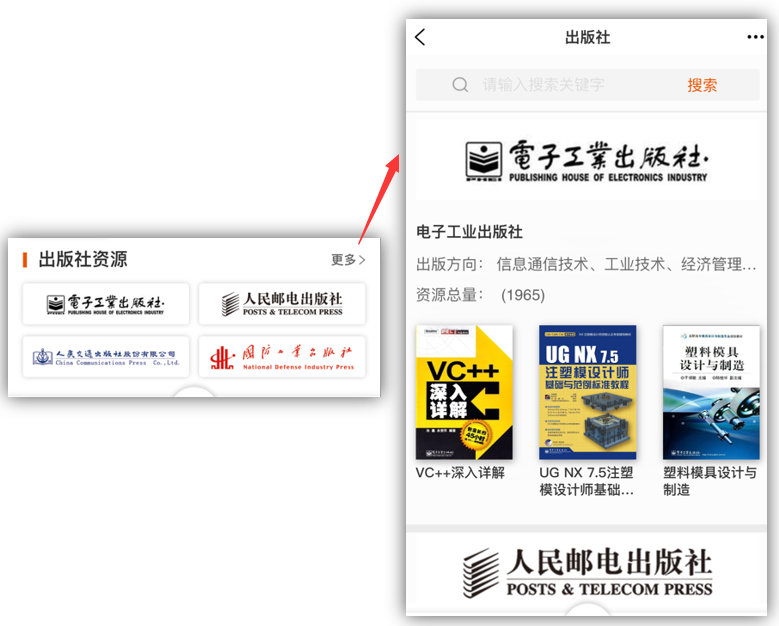 出版社资源
更多>
電子工業出版社.
PUBLISHING HOUSE OF ELECTRONICS INDUSTRY
人民邮电出版社
POSTS & TELECOM PRESS
人民交通出版社股份有限公司
China Communications Press Co.,Ltd.
国防工业出版社
National Defense Industry Press
出版社
请输入搜索关键字
搜索
電子工業出版社.
PUBLISHING HOUSE OF ELECTRONICS INDUSTRY
电子工业出版社
出版方向： 信息通信技术、工业技术、经济管理...
资源总量： (1965)
VC++
深入
详解
45小时
UG NX 7.5
注塑模设计师
基础与范例标准教程
塑料模具
设计与制造
VC++深入详解
UG NX 7.5注塑
模设计师基础...
塑料模具设计与
制造
人民邮电出版社
POSTS & TELECOM PRESS